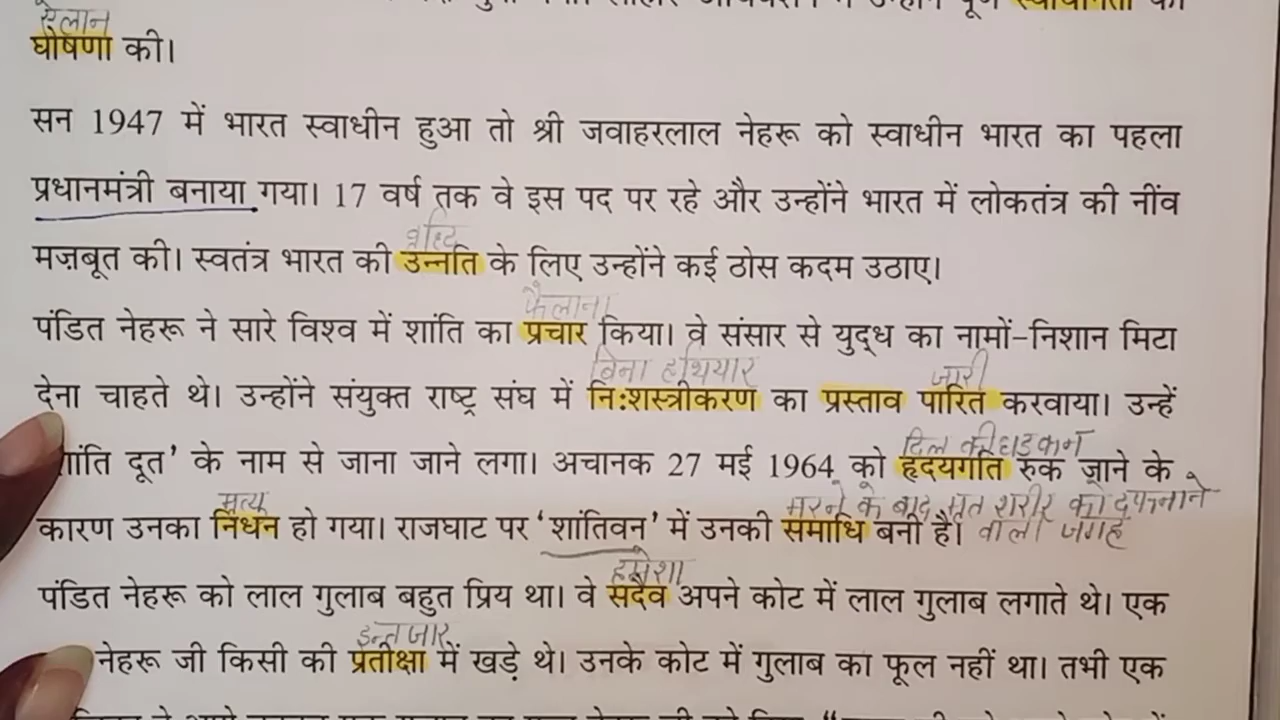 स्वाधीनता की
ऐलान
घोषणा की।
सन 1947 में भारत स्वाधीन हुआ तो श्री जवाहरलाल नेहरू को स्वाधीन भारत का पहला
प्रधानमंत्री बनाया गया। 17 वर्ष तक वे इस पद पर रहे और उन्होंने भारत में लोकतंत्र की नींव
मज़बूत की। स्वतंत्र भारत की उन्नति के लिए उन्होंने कई ठोस कदम उठाए।
फैलाना
पंडित नेहरू ने सारे विश्व में शांति का प्रचार किया। वे संसार से युद्ध का नामों-निशान मिटा
बिना हथियार जारी
देना चाहते थे। उन्होंने संयुक्त राष्ट्र संघ में नि:शस्त्रीकरण का प्रस्ताव पारित करवाया। उन्हें
दिल की धड़कन
शांति दूत’ के नाम से जाना जाने लगा। अचानक 27 मई 1964 को हृदयगति रुक जाने के
मृत्यु मरने के बाद मृत शरीर को दफनाने
कारण उनका निधन हो गया। राजघाट पर ‘शांतिवन’ में उनकी समाधि बनी है। वाली जगह
हमेशा
पंडित नेहरू को लाल गुलाब बहुत प्रिय था। वे सदैव अपने कोट में लाल गुलाब लगाते थे। एक
इन्तजार
नेहरू जी किसी की प्रतीक्षा में खड़े थे। उनके कोट में गुलाब का फूल नहीं था। तभी एक